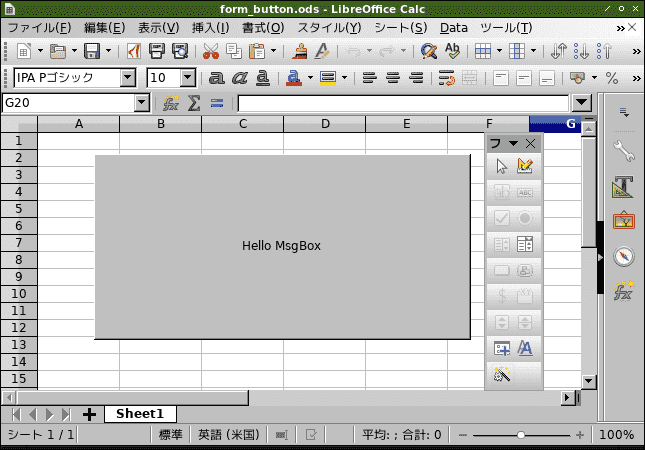 form_button.ods - LibreOffice Calc
ファイル(F) 編集(E) 表示(V) 挿入(I) 書式(O) スタイル(Y) シート(S) Data ツール(T)
IPA Pゴシック 10
G20
A B C D E F G
1
2
3
4
5
6
7
8
9
10
11
12
13
14
15
Hello MsgBox
フ
ABC
XY
Sheet1
シート 1 / 1 標準 英語 (米国) 平均: ; 合計: 0 100%